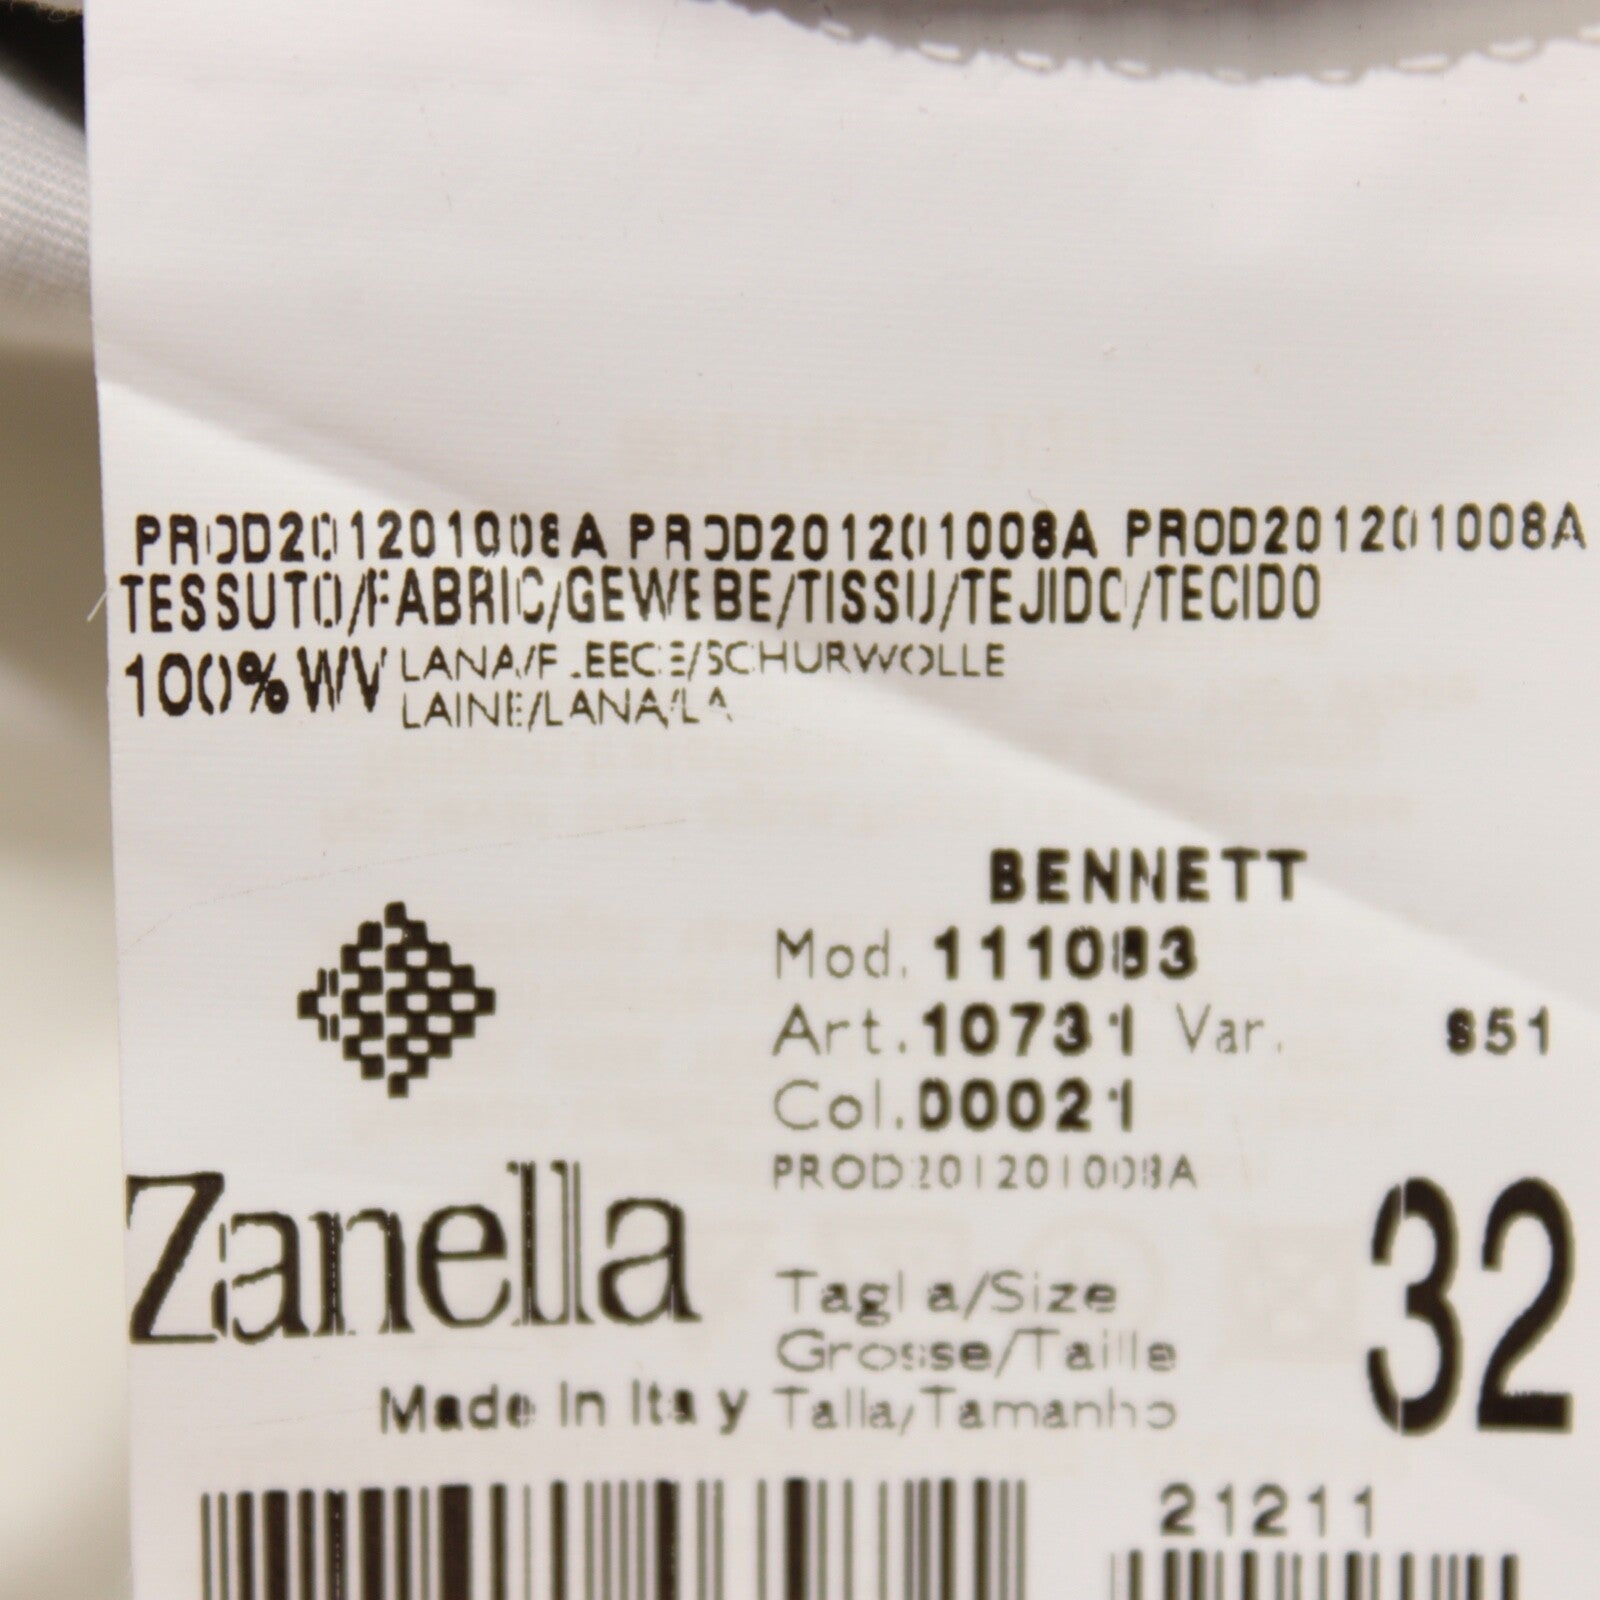 PROD201201008A PROD201201008A PROD201201008A
TESSUTO/FABRIC/GEWEBE/TISSU/TEJIDO/TECIDO
100% WV LANA/FLEECE/SCHURWOLLE
LAINE/LANA/LA
BENNETT
Mod. 111083
Art. 10731 Var. 851
Col. 00021
PROD201201008A
Zanella
32
Taglia/Size
Grosse/Taille
Made In Italy Talla/Tamanho
21211